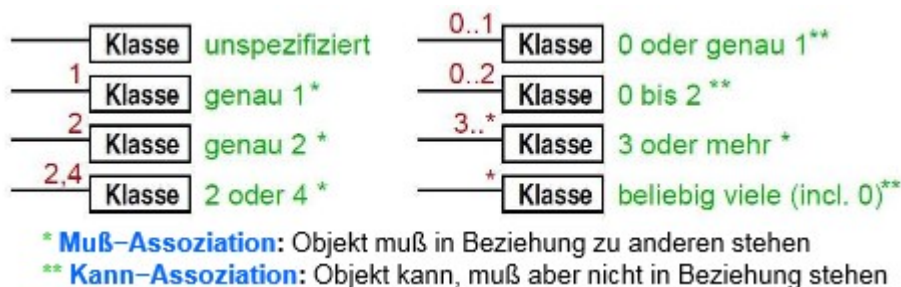 Klasse unspezifiziert
0..1 Klasse 0 oder genau 1**
1 Klasse genau 1*
0..2 Klasse 0 bis 2 **
2 Klasse genau 2 *
3..* Klasse 3 oder mehr *
2,4 Klasse 2 oder 4 *
* Klasse beliebig viele (incl. 0)**
* Muß–Assoziation: Objekt muß in Beziehung zu anderen stehen
** Kann–Assoziation: Objekt kann, muß aber nicht in Beziehung stehen